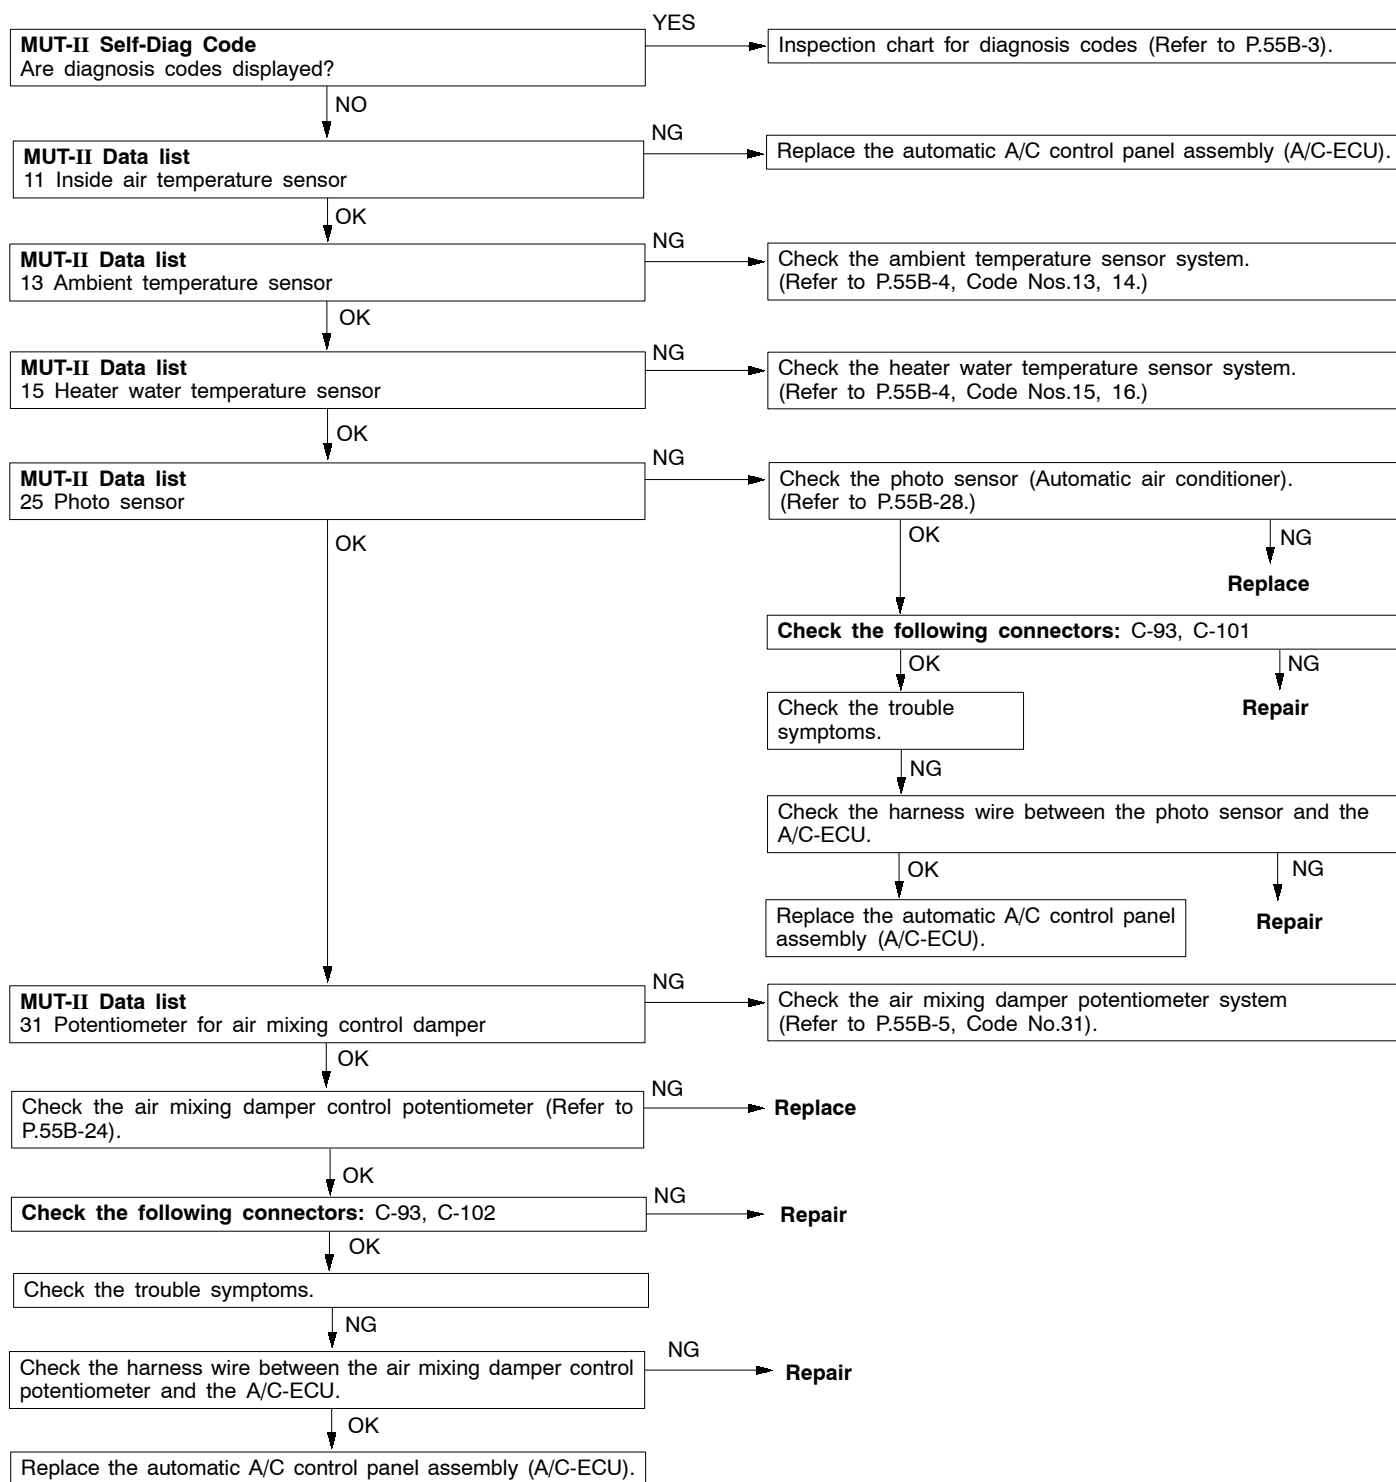 YES
MUT-II Self-Diag Code
Are diagnosis codes displayed?
Inspection chart for diagnosis codes (Refer to P.55B-3).
NO
NG
MUT-II Data list
11 Inside air temperature sensor
Replace the automatic A/C control panel assembly (A/C-ECU).
OK
NG
MUT-II Data list
13 Ambient temperature sensor
Check the ambient temperature sensor system.
(Refer to P.55B-4, Code Nos.13, 14.)
OK
NG
MUT-II Data list
15 Heater water temperature sensor
Check the heater water temperature sensor system.
(Refer to P.55B-4, Code Nos.15, 16.)
OK
NG
MUT-II Data list
25 Photo sensor
Check the photo sensor (Automatic air conditioner).
(Refer to P.55B-28.)
OK
OK
NG
Replace
Check the following connectors: C-93, C-101
OK
NG
Check the trouble
symptoms.
Repair
NG
Check the harness wire between the photo sensor and the
A/C-ECU.
OK
NG
Replace the automatic A/C control panel
assembly (A/C-ECU).
Repair
NG
MUT-II Data list
31 Potentiometer for air mixing control damper
Check the air mixing damper potentiometer system
(Refer to P.55B-5, Code No.31).
OK
NG
Check the air mixing damper control potentiometer (Refer to
P.55B-24).
Replace
OK
NG
Check the following connectors: C-93, C-102
Repair
OK
Check the trouble symptoms.
NG
NG
Check the harness wire between the air mixing damper control
potentiometer and the A/C-ECU.
Repair
OK
Replace the automatic A/C control panel assembly (A/C-ECU).